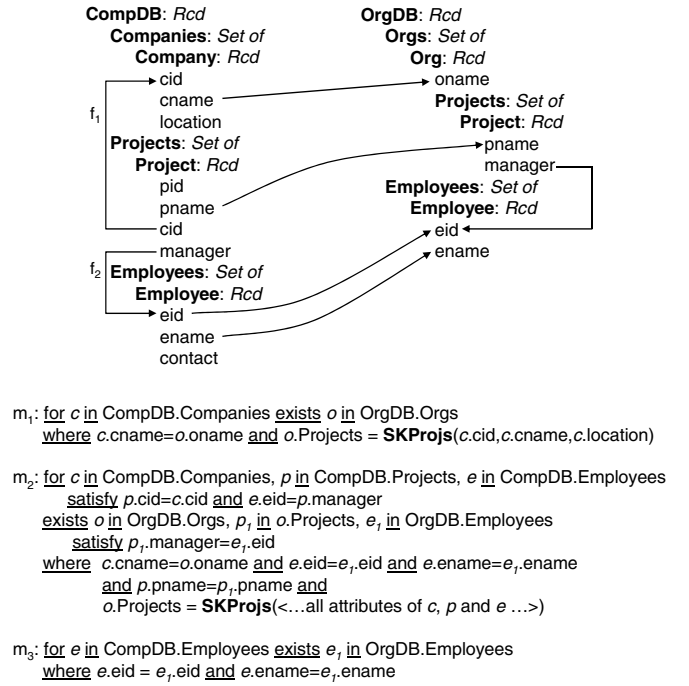 CompDB: Rcd
Companies: Set of
Company: Rcd
cid
cname
location
Projects: Set of
Project: Rcd
pid
pname
cid
manager
Employees: Set of
Employee: Rcd
eid
ename
contact
f1
f2
OrgDB: Rcd
Orgs: Set of
Org: Rcd
oname
Projects: Set of
Project: Rcd
pname
manager
Employees: Set of
Employee: Rcd
eid
ename
m1: for c in CompDB.Companies exists o in OrgDB.Orgs
where c.cname=o.oname and o.Projects = SKProjs(c.cid,c.cname,c.location)
m2: for c in CompDB.Companies, p in CompDB.Projects, e in CompDB.Employees
satisfy p.cid=c.cid and e.eid=p.manager
exists o in OrgDB.Orgs, p1 in o.Projects, e1 in OrgDB.Employees
satisfy p1.manager=e1.eid
where c.cname=o.oname and e.eid=e1.eid and e.ename=e1.ename
and p.pname=p1.pname and
o.Projects = SKProjs(<...all attributes of c, p and e ...>)
m3: for e in CompDB.Employees exists e1 in OrgDB.Employees
where e.eid = e1.eid and e.ename=e1.ename